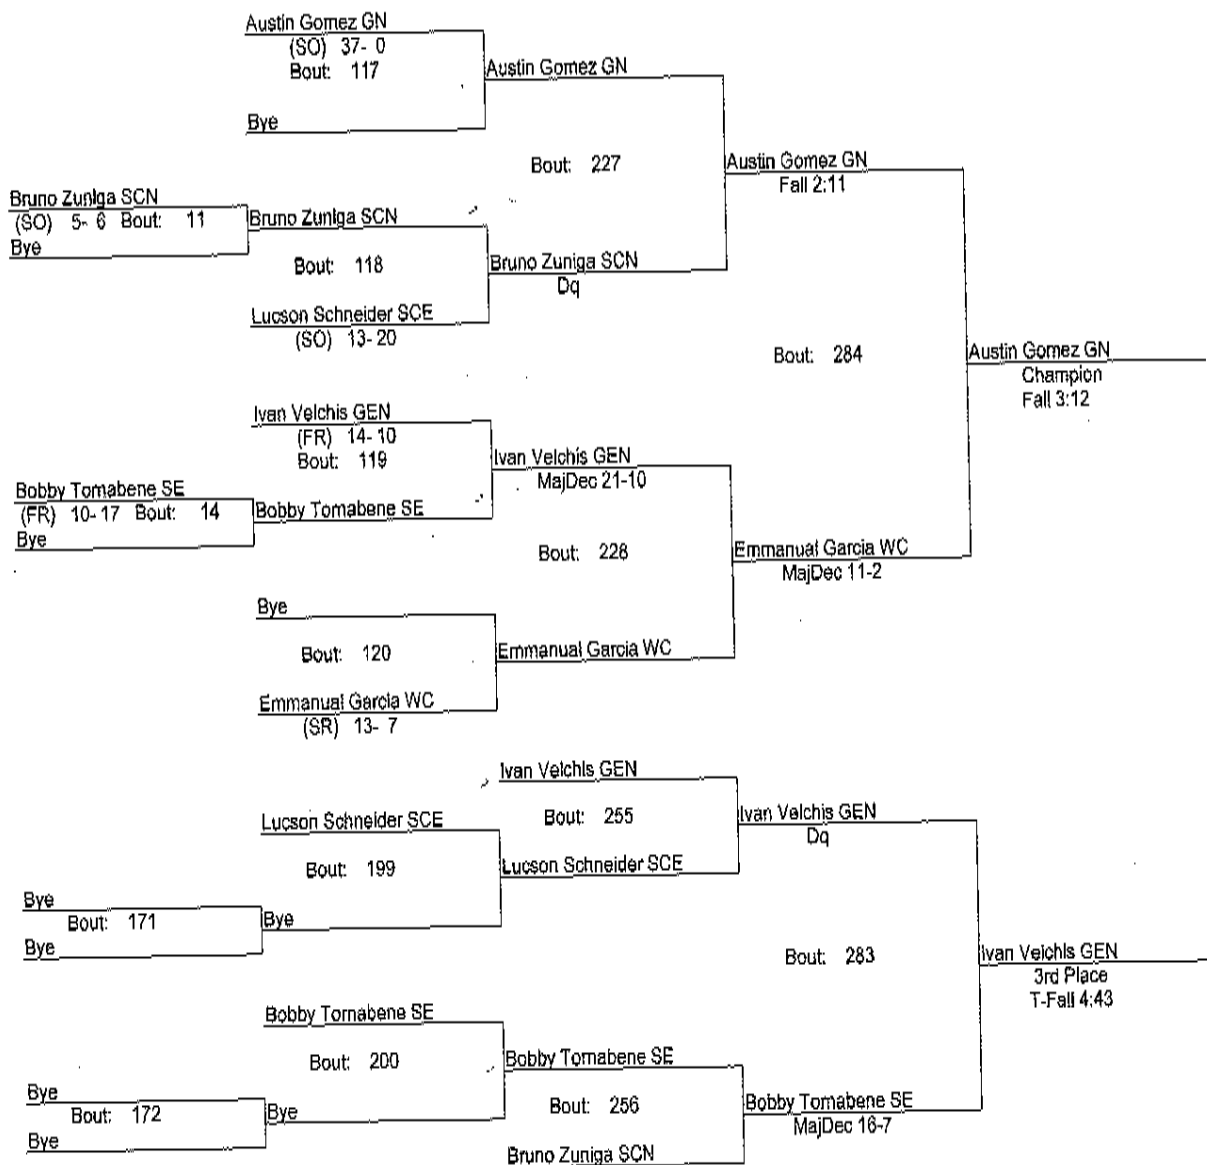 Austin Gomez GN
(SO) 37- 0
Bout: 117
Austin Gomez GN
Bye
Bout: 227
Austin Gomez GN
Fall 2:11
Bruno Zuniga SCN
(SO) 5- 6 Bout: 11
Bye
Bruno Zuniga SCN
Bout: 118
Bruno Zuniga SCN
Dq
Lucson Schneider SCE
(SO) 13- 20
Bout: 284
Austin Gomez GN
Champion
Fall 3:12
Ivan Velchis GEN
(FR) 14- 10
Bout: 119
Ivan Velchis GEN
MajDec 21-10
Bobby Tornabene SE
(FR) 10- 17 Bout: 14
Bye
Bobby Tornabene SE
Bout: 228
Emmanual Garcia WC
MajDec 11-2
Bye
Bout: 120
Emmanual Garcia WC
Emmanual Garcia WC
(SR) 13- 7
Ivan Velchis GEN
Bout: 255
Ivan Velchis GEN
Dq
Lucson Schneider SCE
Bout: 199
Lucson Schneider SCE
Bye
Bout: 171
Bye
Bye
Bout: 283
Ivan Velchis GEN
3rd Place
T-Fall 4:43
Bobby Tornabene SE
Bout: 200
Bobby Tornabene SE
Bye
Bout: 172
Bye
Bye
Bout: 256
Bobby Tornabene SE
MajDec 16-7
Bruno Zuniga SCN